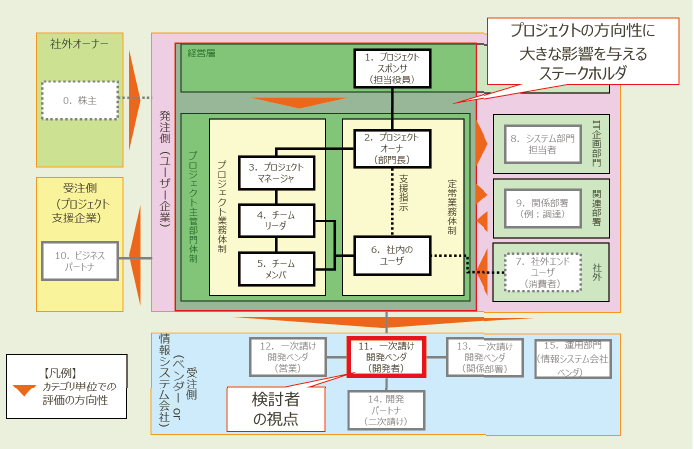 プロジェクトの方向性に
大きな影響を与える
ステークホルダ
社外オーナー
0．株主
受注側
（プロジェクト
支援企業）
10．ビジネス
パートナ
発注側（ユーザー企業）
経営層
1．プロジェクト
スポンサ
（担当役員）
プロジェクト主管部門体制
プロジェクト業務体制
2．プロジェクト
オーナ
（部門長）
3．プロジェクト
マネージャ
4．チーム
リーダ
5．チーム
メンバ
支援
指示
定常業務体制
6．社内の
ユーザ
8．システム部門
担当者
IT企画部門
9．関係部署
（例：調達）
関連部署
7．社外エンド
ユーザ
（消費者）
社外
受注側
（ベンダー or
情報システム会社）
12．一次請け
開発ベンダ
（営業）
11．一次請け
開発ベンダ
（開発者）
13．一次請け
開発ベンダ
（関係部署）
15．運用部門
（情報システム会社
ベンダ）
14．開発
パートナ
（二次請け）
検討者
の視点
【凡例】
カテゴリ単位での
評価の方向性